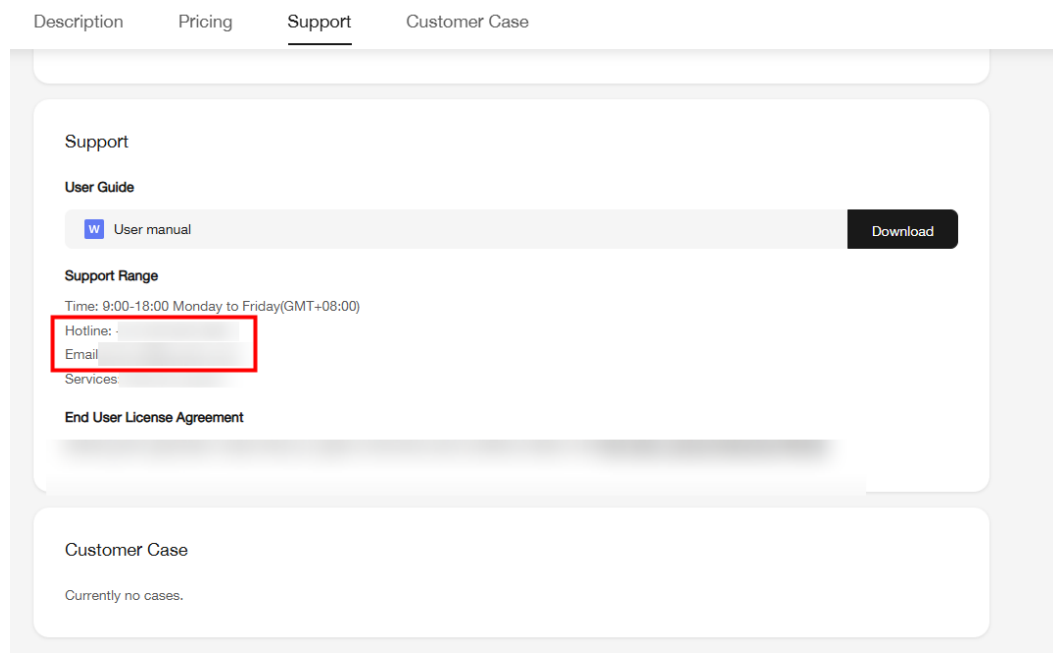 Description Pricing Support Customer Case
Support
User Guide
W User manual Download
Support Range
Time: 9:00-18:00 Monday to Friday(GMT+08:00)
Hotline:
Email
Services
End User License Agreement
Customer Case
Currently no cases.